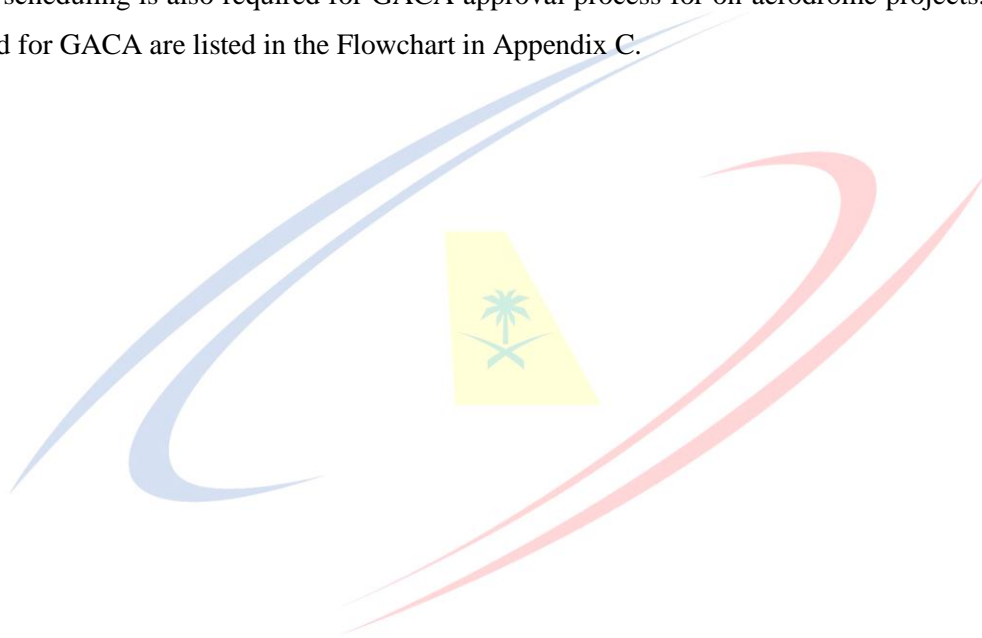 scheduling is also required for GACA approval process for on-aerodrome projects.
d for GACA are listed in the Flowchart in Appendix C.